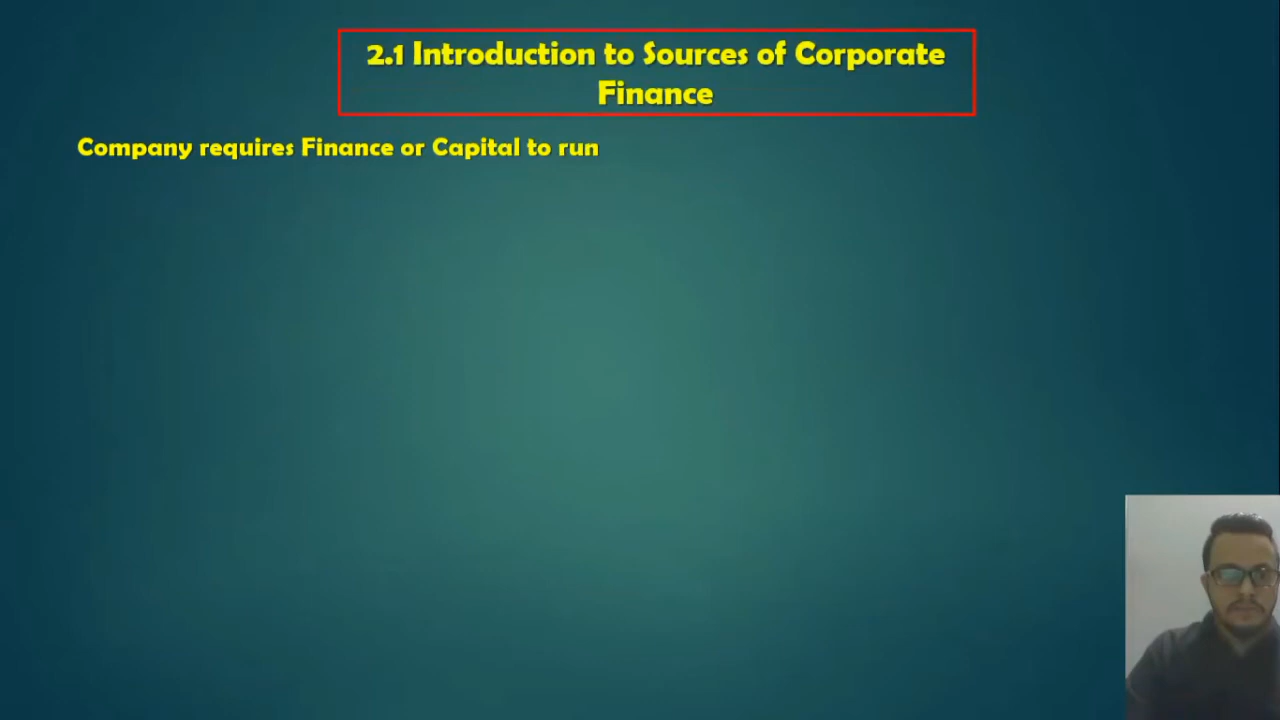 2.1 Introduction to Sources of Corporate
Finance
Company requires Finance or Capital to run